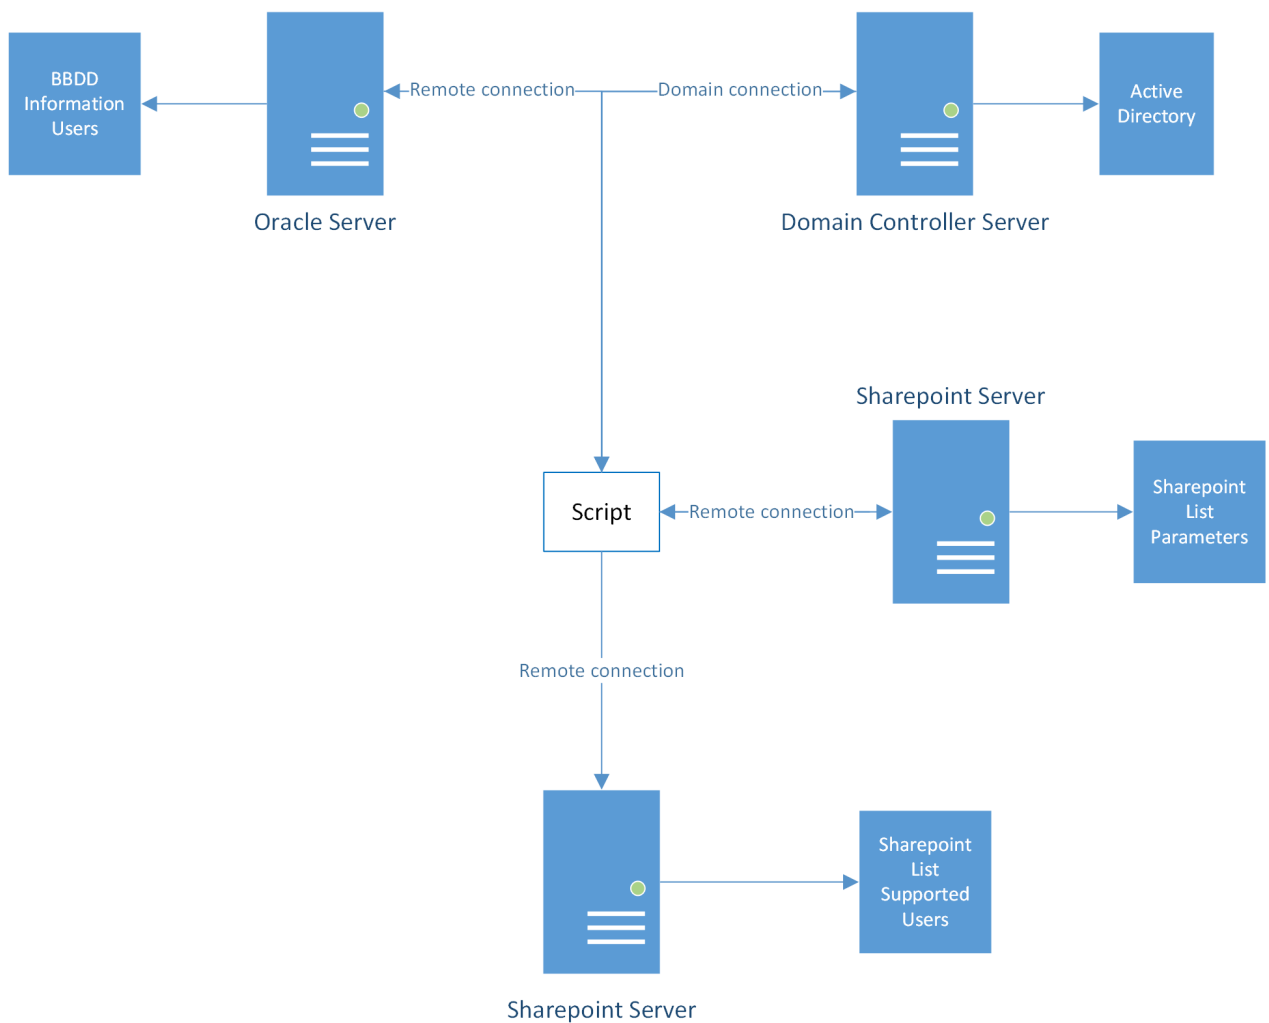 BBDD
Information
Users
Remote connection
Domain connection
Active
Directory
Oracle Server
Domain Controller Server
Sharepoint Server
Script
Remote connection
Sharepoint
List
Parameters
Remote connection
Sharepoint
List
Supported
Users
Sharepoint Server